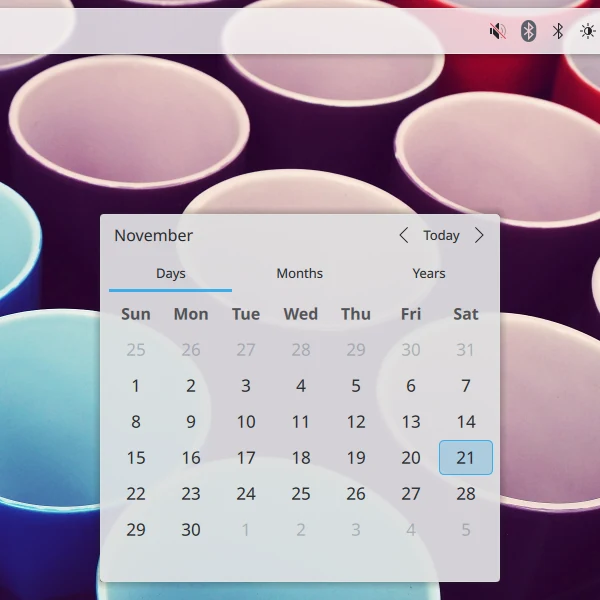 November Today
Days Months Years
Sun Mon Tue Wed Thu Fri Sat
25 26 27 28 29 30 31
1 2 3 4 5 6 7
8 9 10 11 12 13 14
15 16 17 18 19 20 21
22 23 24 25 26 27 28
29 30 1 2 3 4 5